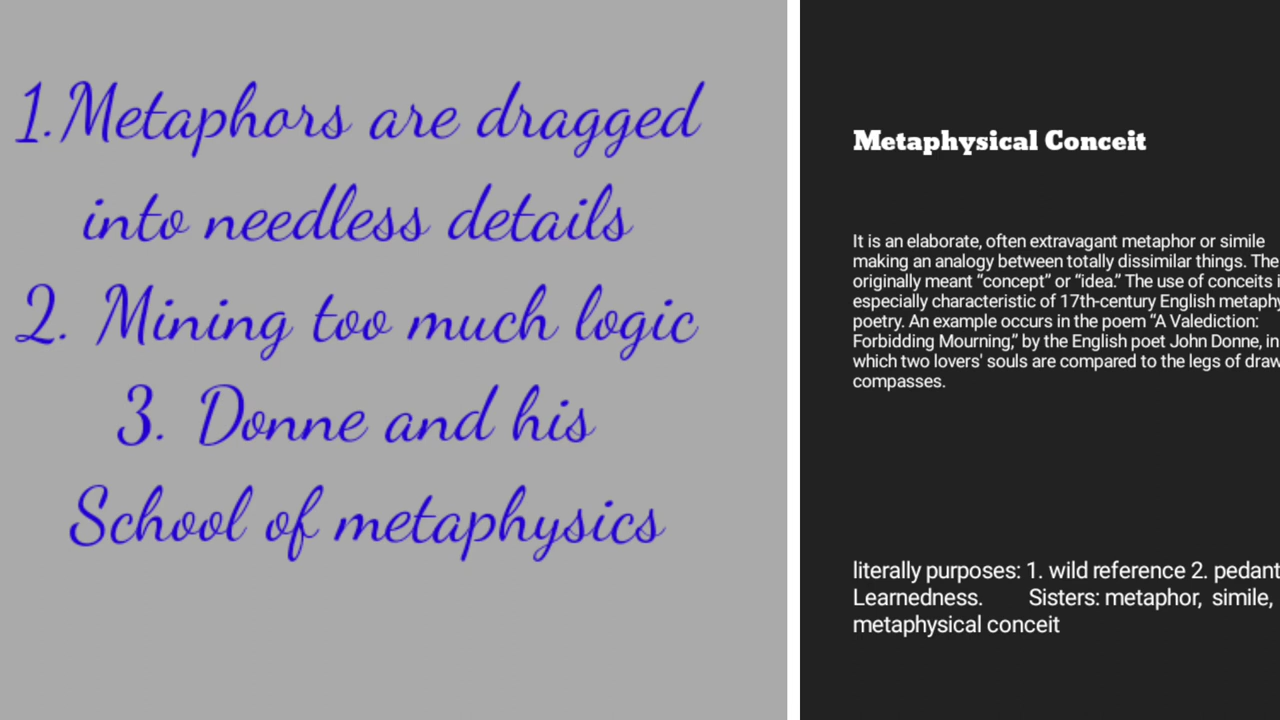 1.Metaphors are dragged
into needless details
2. Mining too much logic
3. Donne and his
School of metaphysics
Metaphysical Conceit
It is an elaborate, often extravagant metaphor or simile
making an analogy between totally dissimilar things. The
originally meant “concept” or “idea.” The use of conceits
especially characteristic of 17th-century English
poetry. An example occurs in the poem “A Valediction:
Forbidding Mourning,” by the English poet John Donne, in
which two lovers' souls are compared to the legs of
compasses.
literally purposes: 1. wild reference 2.
Learnedness. Sisters: metaphor, simile,
metaphysical conceit